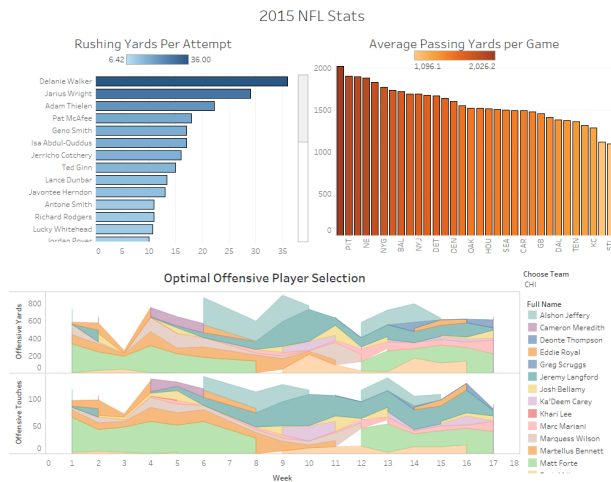 2015 NFL Stats
Rushing Yards Per Attempt
6.42 36.00
Delanie Walker
Jarius Wright
Adam Thielen
Pat McAfee
Geno Smith
Isa Abdul-Quddus
Jerricho Cotchery
Ted Ginn
Lance Dunbar
Javontee Herndon
Antone Smith
Richard Rodgers
Lucky Whitehead
Jordan Poyer
0 5 10 15 20 25 30 35
Average Passing Yards per Game
1,096.1 2,026.2
2000
1500
1000
500
0
PIT NE NYG BAL NYJ DET DEN OAK HOU SEA CAR GB DAL TEN KC
Optimal Offensive Player Selection
Offensive Yards
800
600
400
200
0
Offensive Touches
100
50
0
0 1 2 3 4 5 6 7 8 9 10 11 12 13 14 15 16 17 18
Week
Choose Team
CHI
Full Name
Alshon Jeffery
Cameron Meredith
Deonte Thompson
Eddie Royal
Greg Scruggs
Jeremy Langford
Josh Bellamy
Ka'Deem Carey
Khari Lee
Marc Mariani
Marquess Wilson
Martellus Bennett
Matt Forte